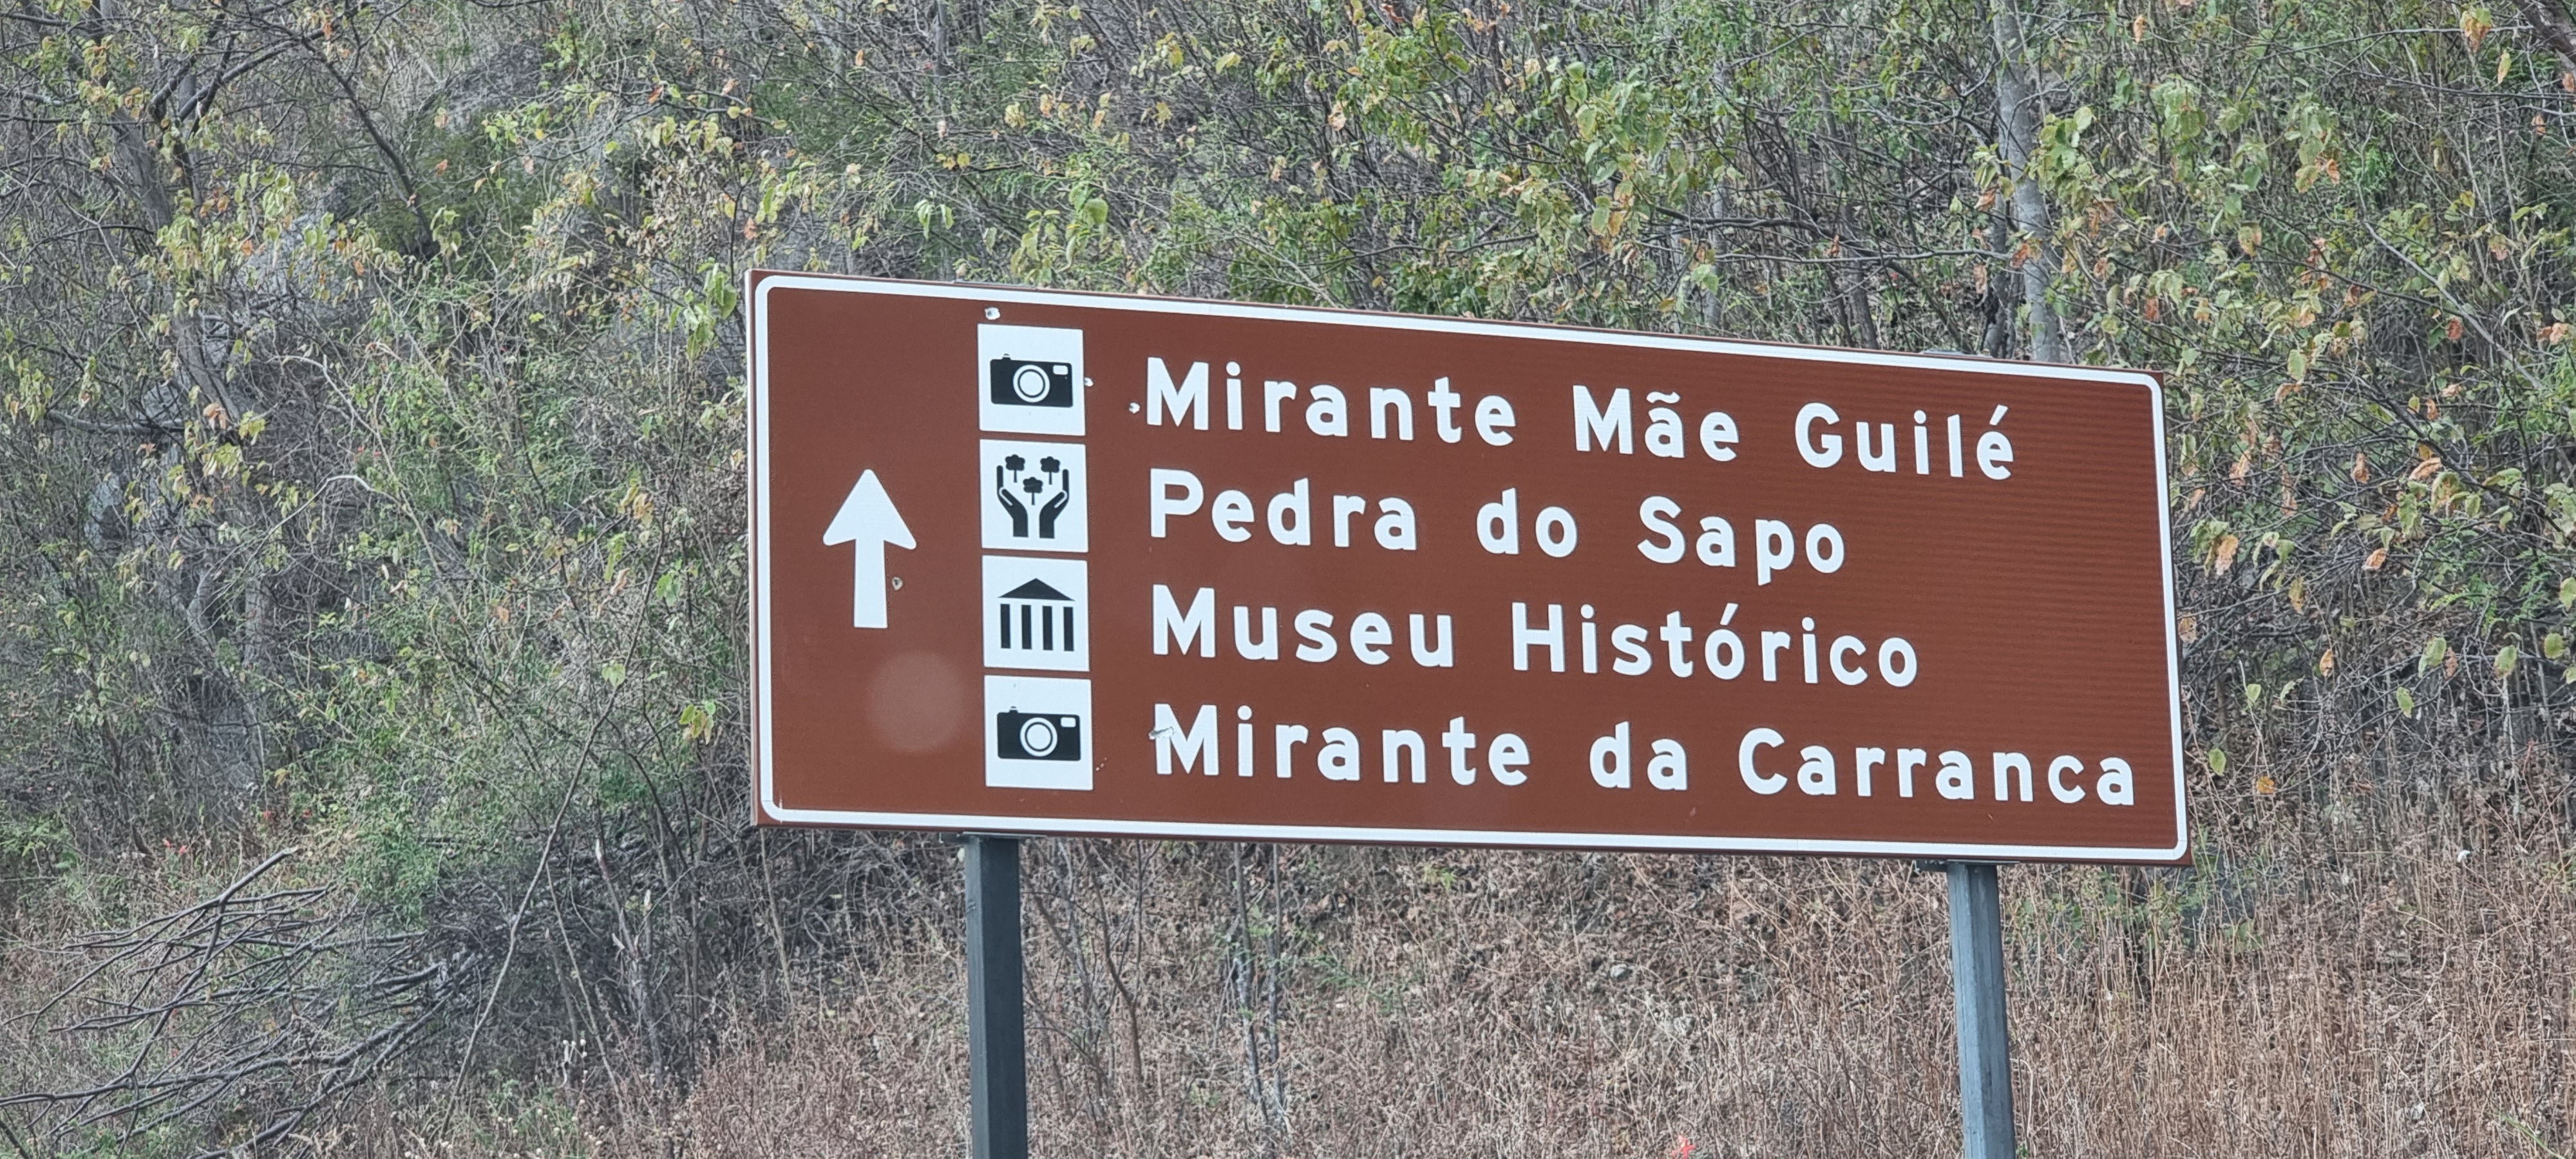 Mirante Mãe Guilé
Pedra do Sapo
Museu Histórico
Mirante da Carranca